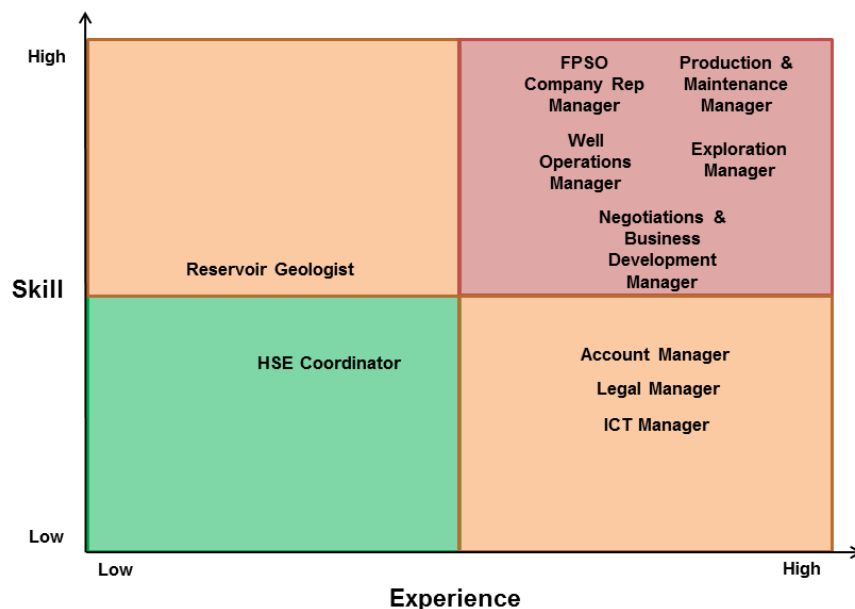 High
FPSO
Company Rep
Manager
Production &
Maintenance
Manager
Well
Operations
Manager
Exploration
Manager
Negotiations &
Business
Development
Manager
Reservoir Geologist
Skill
HSE Coordinator
Account Manager
Legal Manager
ICT Manager
Low
Low
High
Experience